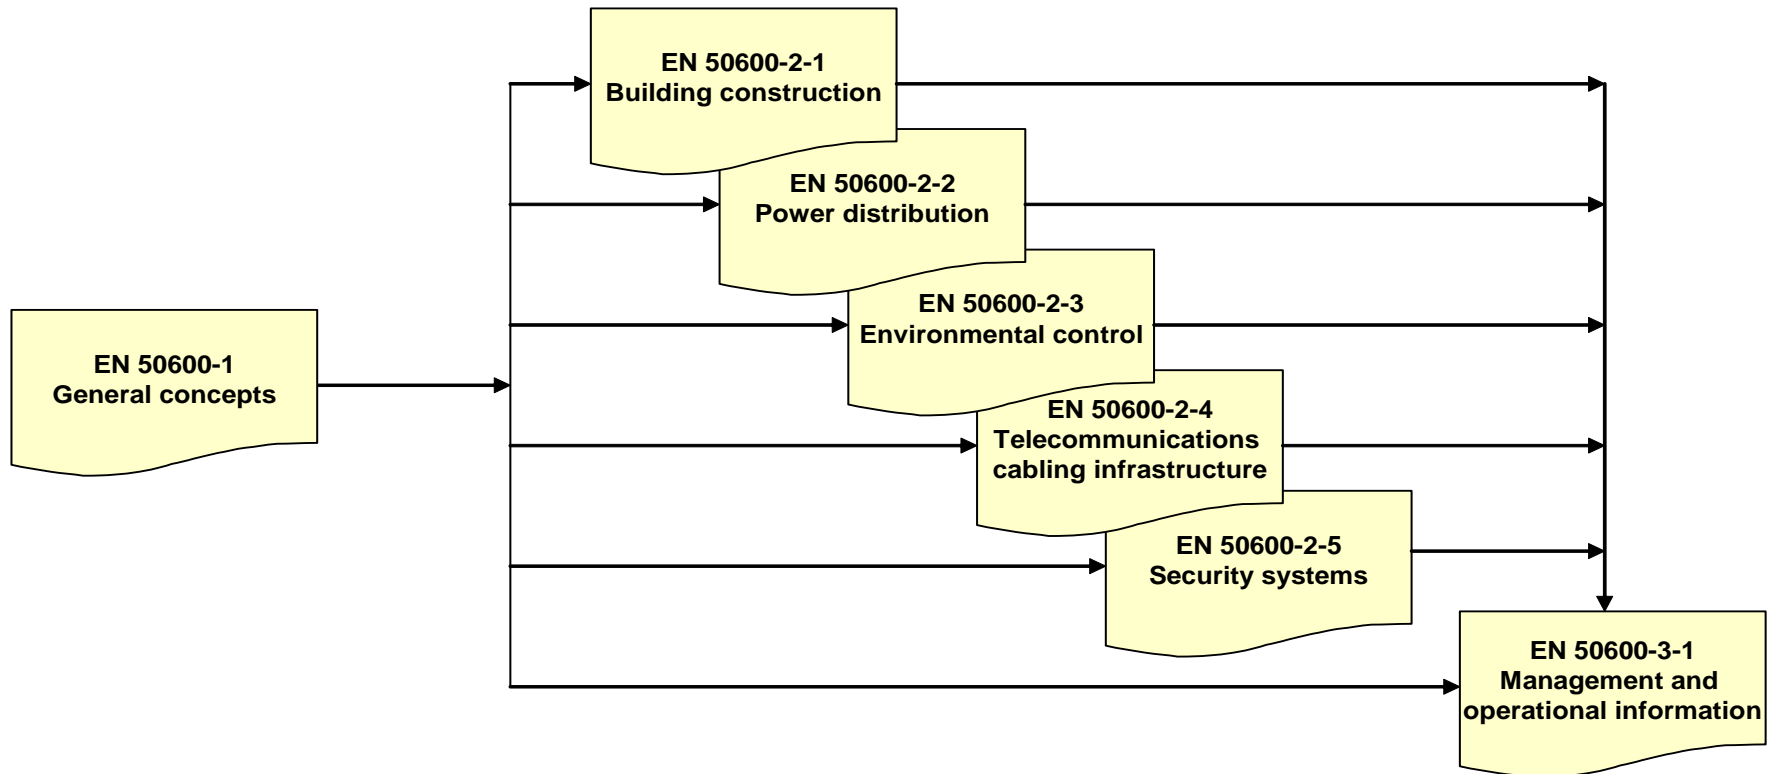 EN 50600-2-1
Building construction
EN 50600-2-2
Power distribution
EN 50600-2-3
Environmental control
EN 50600-1
General concepts
EN 50600-2-4
Telecommunications
cabling infrastructure
EN 50600-2-5
Security systems
EN 50600-3-1
Management and
operational information